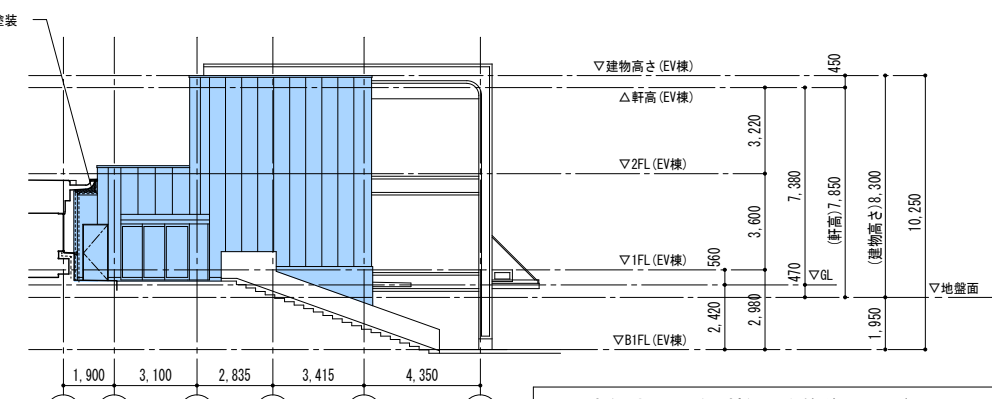 塗装
▽建物高さ(EV棟)
450
△軒高(EV棟)
3,220
▽2FL(EV棟)
7,380
(軒高)7,850
(建物高さ)8,300
10,250
3,600
▽1FL(EV棟)
560
470
▽GL
▽地盤面
2,420
2,980
1,950
▽B1FL(EV棟)
1,900
3,100
2,835
3,415
4,350